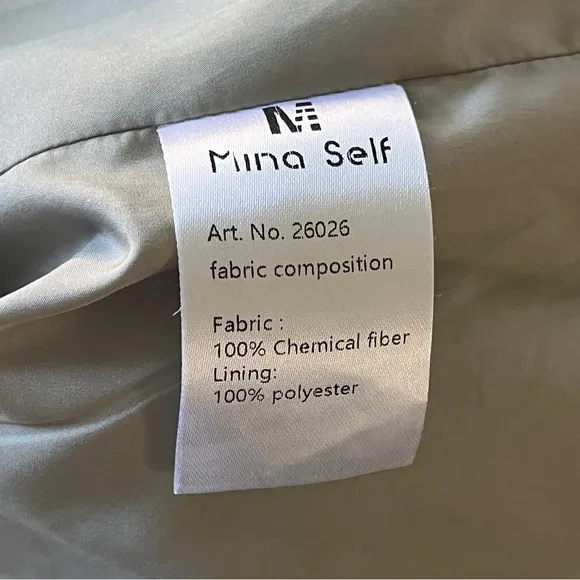 M
Mina Self
Art. No. 26026
fabric composition
Fabric :
100% Chemical fiber
Lining:
100% polyester